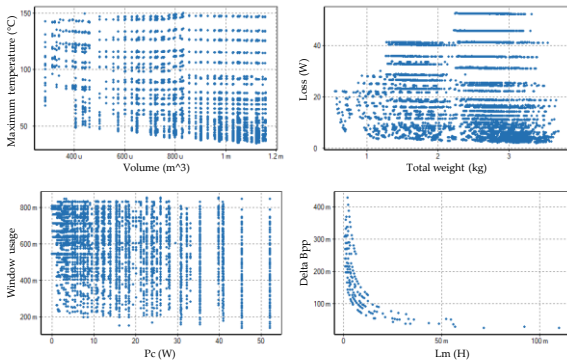 150
100
50
Maximum temperature (°C)
400 u
600 u
800 u
1 m
1.2 m
Volume (m^3)
40
20
0
Loss (W)
1
2
3
Total weight (kg)
800 m
600 m
400 m
200 m
Window usage
0
10
20
30
40
50
Pc (W)
400 m
300 m
200 m
100 m
Delta Bpp
0
50 m
100 m
Lm (H)